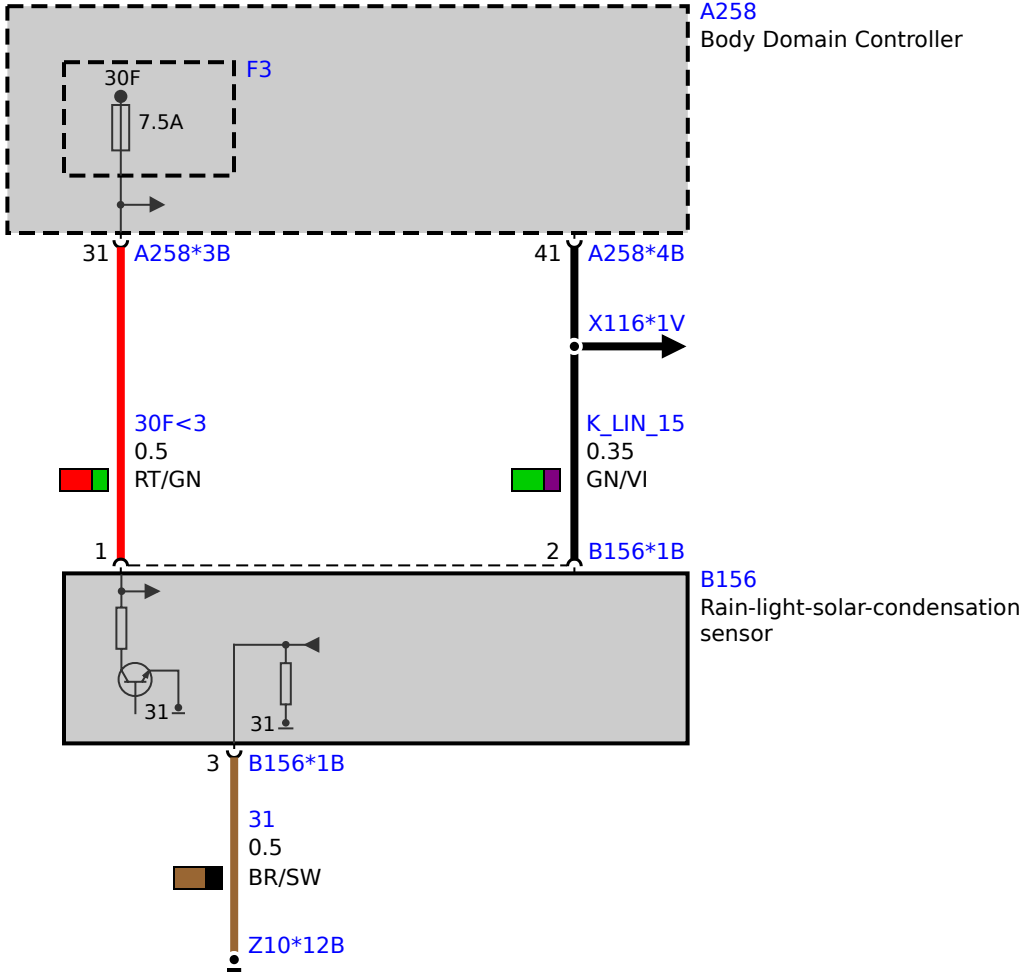 A258
Body Domain Controller
F3
30F
7.5A
31 A258*3B
41 A258*4B
X116*1V
30F<3
0.5
RT/GN
K_LIN_15
0.35
GN/VI
1
2 B156*1B
B156
Rain-light-solar-condensation
sensor
31
31
3 B156*1B
31
0.5
BR/SW
Z10*12B